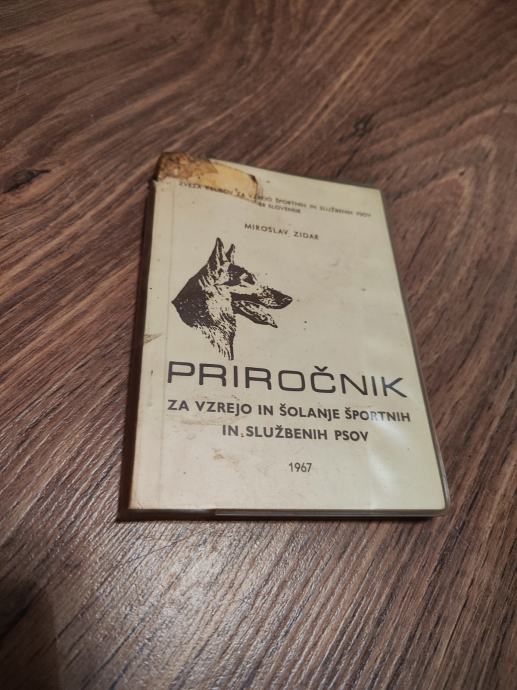 ZVEZA KLUBOV ZA VZREJO ŠPORTNIH IN SLUŽBENIH PSOV
SLOVENIJE
MIROSLAV ZIDAR
PRIROČNIK
ZA VZREJO IN ŠOLANJE ŠPORTNIH
IN SLUŽBENIH PSOV
1967